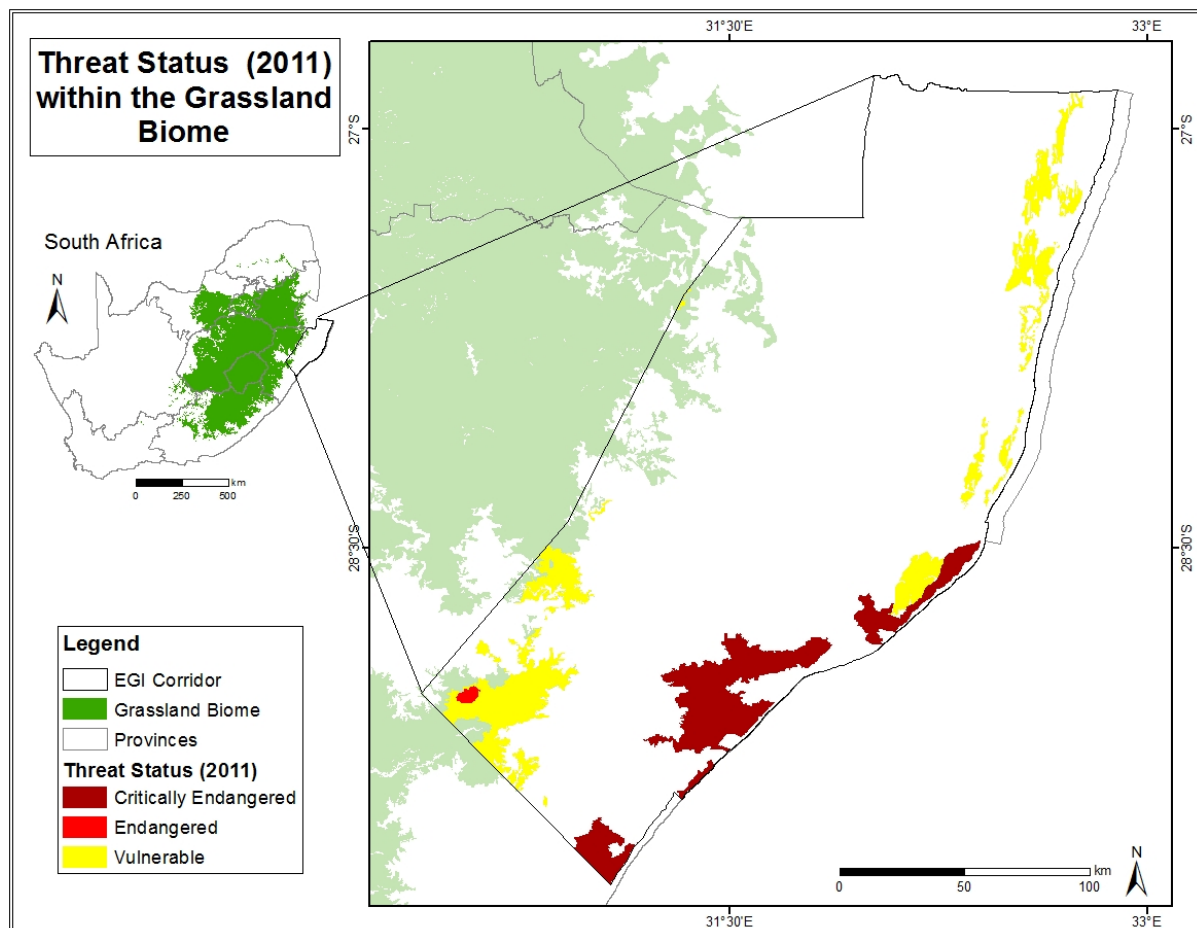 Threat Status (2011)
within the Grassland
Biome
31°30'E
33°E
27°S
27°S
South Africa
N
km
0 250 500
28°30'S
28°30'S
Legend
EGI Corridor
Grassland Biome
Provinces
Threat Status (2011)
Critically Endangered
Endangered
Vulnerable
km
0 50 100
N
31°30'E
33°E